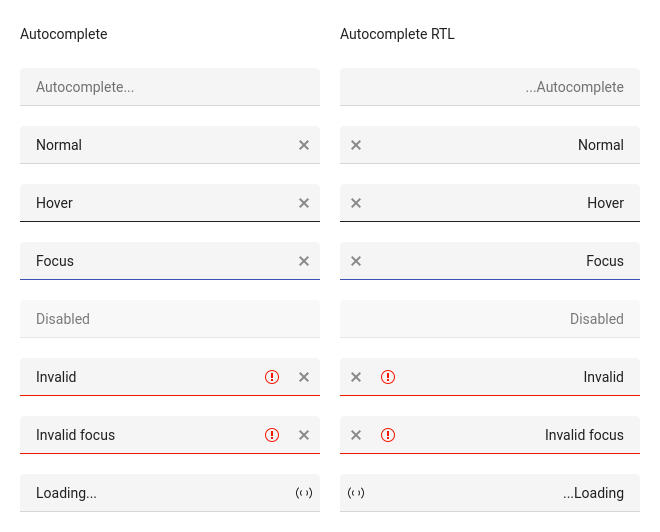 Autocomplete
Autocomplete...
Normal
Hover
Focus
Disabled
Invalid
Invalid focus
Loading...
Autocomplete RTL
...Autocomplete
Normal
Hover
Focus
Disabled
Invalid
Invalid focus
...Loading